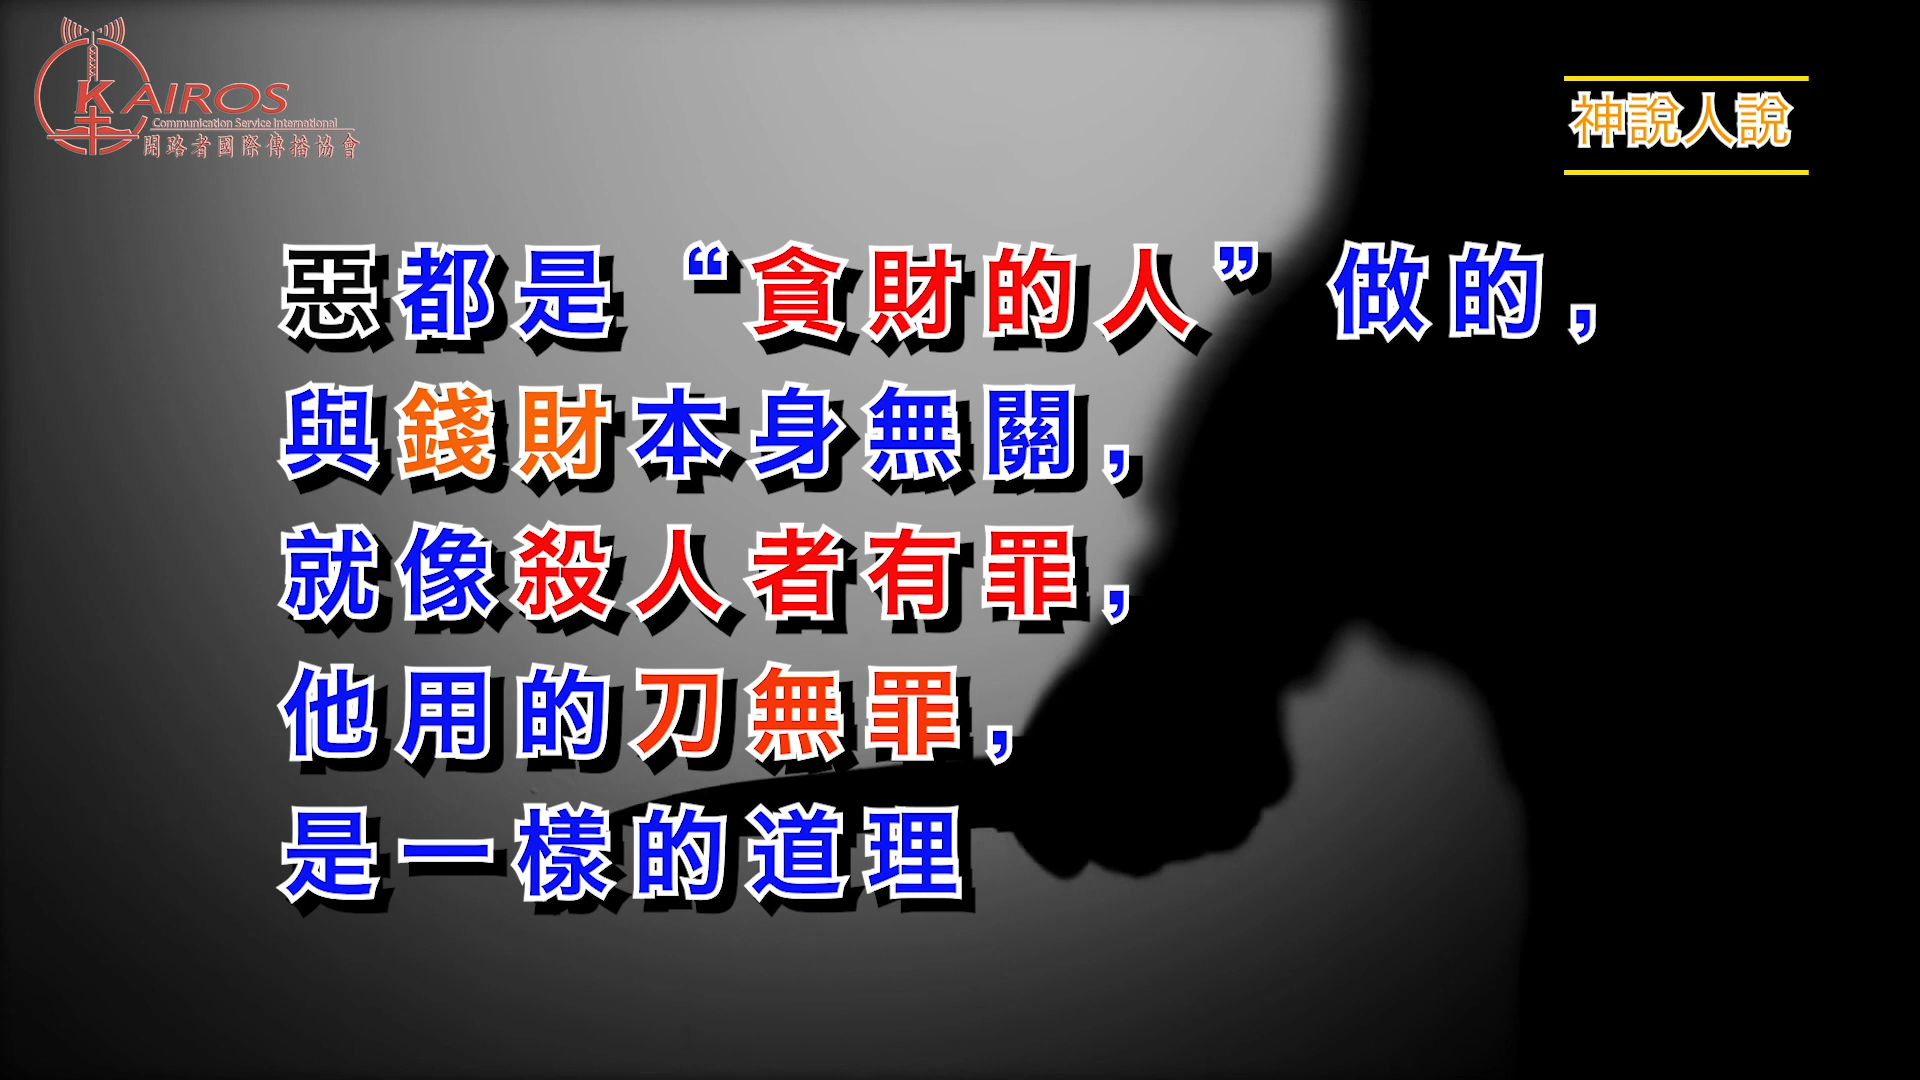 KAIROS
Communication Service International
開路者國際傳播協會
神說人說
惡都是“貪財的人”做的，
與錢財本身無關，
就像殺人者有罪，
他用的刀無罪，
是一樣的道理